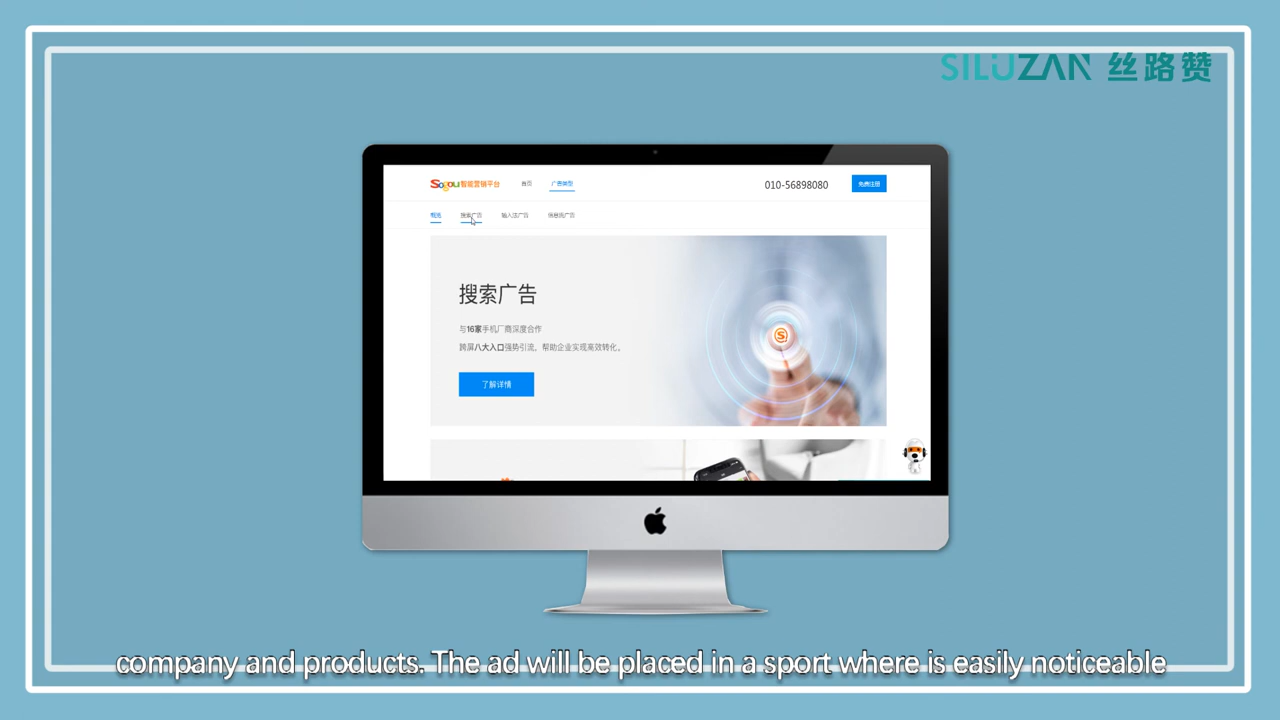 SILUZAN 丝路赞
Sogou智能营销平台 首页 广告类型 010-56898080 免费注册
概览 搜索广告 输入法广告 信息流广告
搜索广告
与16家手机厂商深度合作
跨屏八大入口强势引流，帮助企业实现高效转化。
了解详情
company and products. The ad will be placed in a sport where is easily noticeable